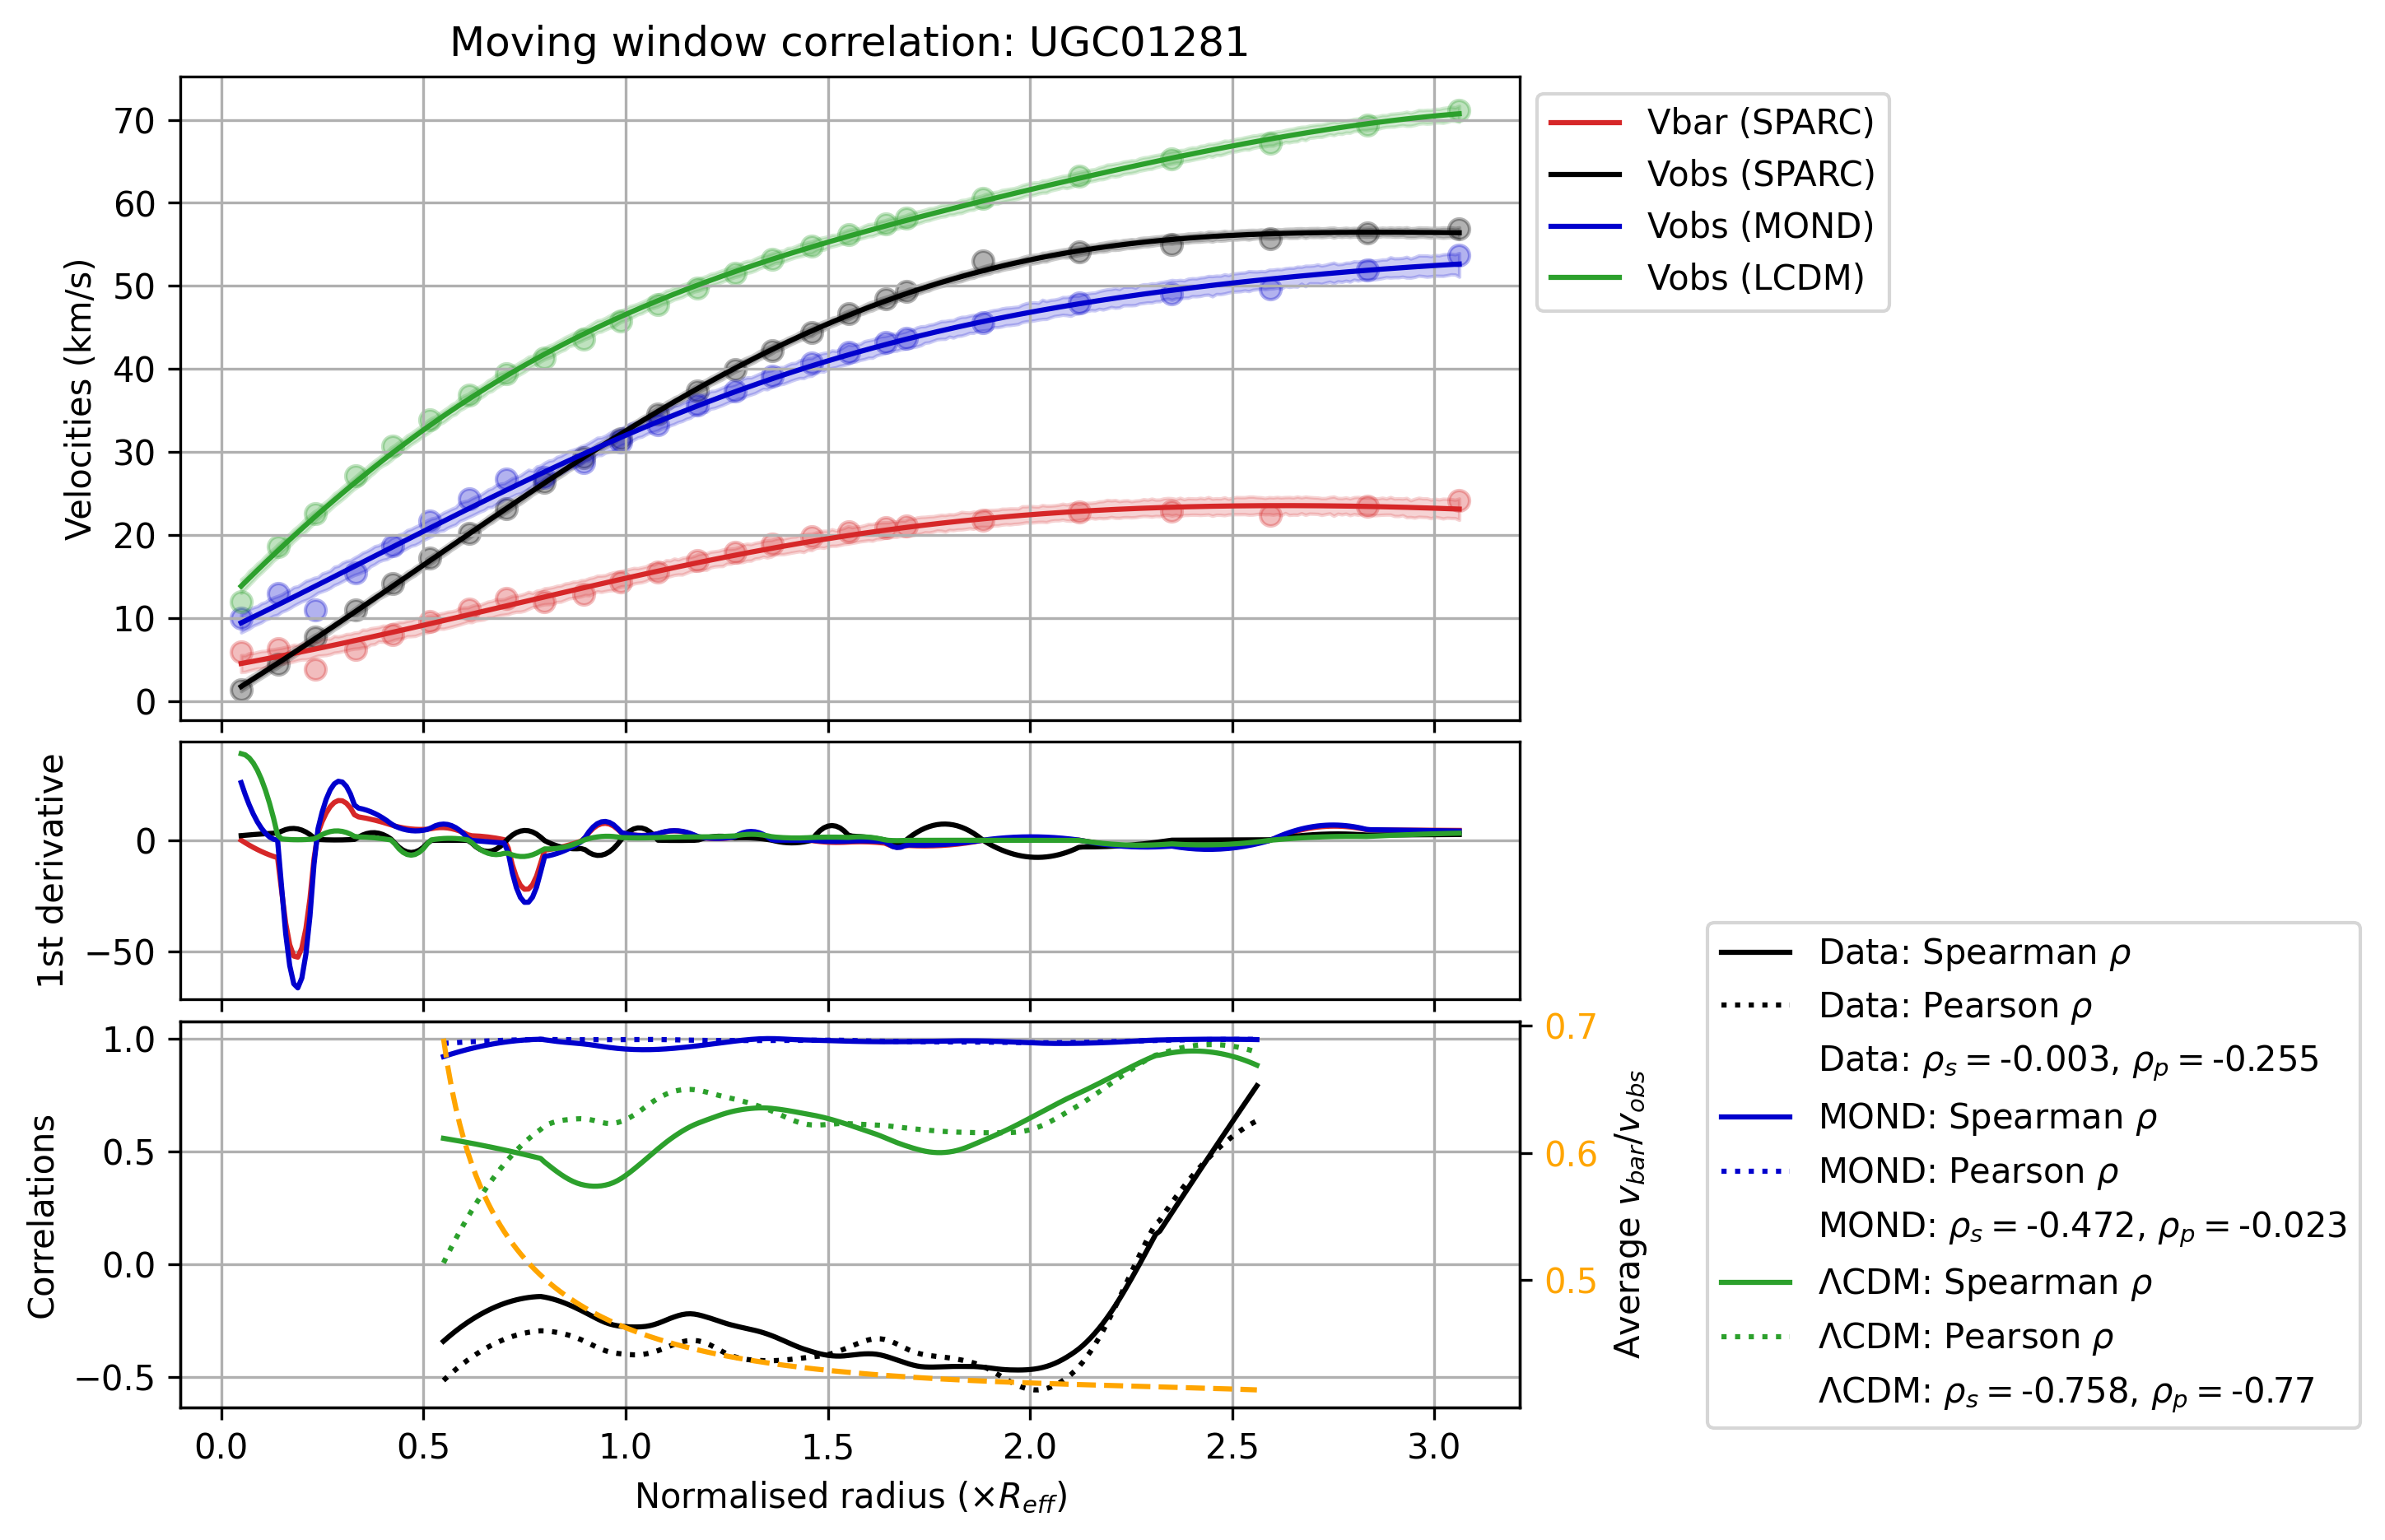 Moving window correlation: UGC01281
Velocities (km/s)
70
60
50
40
30
20
10
0
Vbar (SPARC)
Vobs (SPARC)
Vobs (MOND)
Vobs (LCDM)
1st derivative
0
−50
Correlations
1.0
0.5
0.0
−0.5
0.7
0.6
0.5
Average v_bar/v_obs
0.0 0.5 1.0 1.5 2.0 2.5 3.0
Normalised radius (×R_eff)
Data: Spearman ρ
Data: Pearson ρ
Data: ρ_s = -0.003, ρ_p = -0.255
MOND: Spearman ρ
MOND: Pearson ρ
MOND: ρ_s = -0.472, ρ_p = -0.023
ΛCDM: Spearman ρ
ΛCDM: Pearson ρ
ΛCDM: ρ_s = -0.758, ρ_p = -0.77